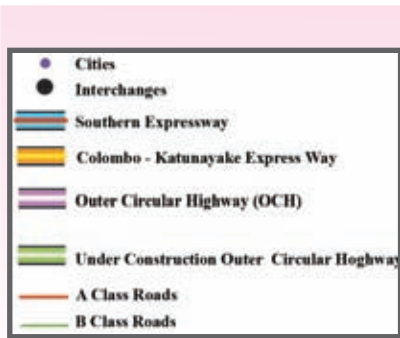 Cities
Interchanges
Southern Expressway
Colombo - Katunayake Express Way
Outer Circular Highway (OCH)
Under Construction Outer Circular Hoghway
A Class Roads
B Class Roads